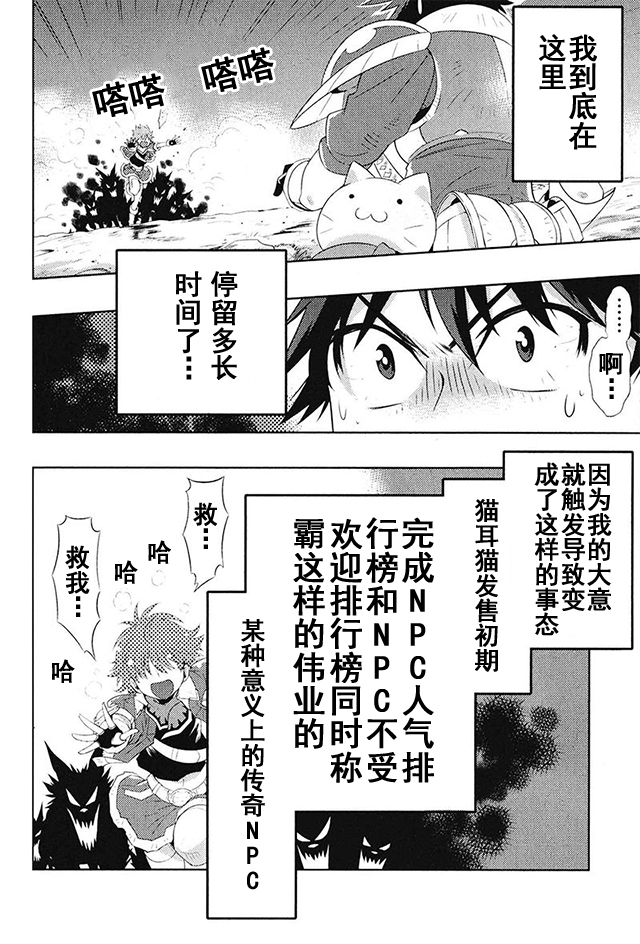 我到底在
这里
嗒嗒
嗒嗒
停留多长
时间了…
……
啊…
因为我的大意
就触发导致变
成了这样的事态
猫耳猫发售初期
完成NPC人气排
行榜和NPC不受
欢迎排行榜同时称
霸这样的伟业的
某种意义上的传奇NPC
救…
哈
救我…
哈
哈